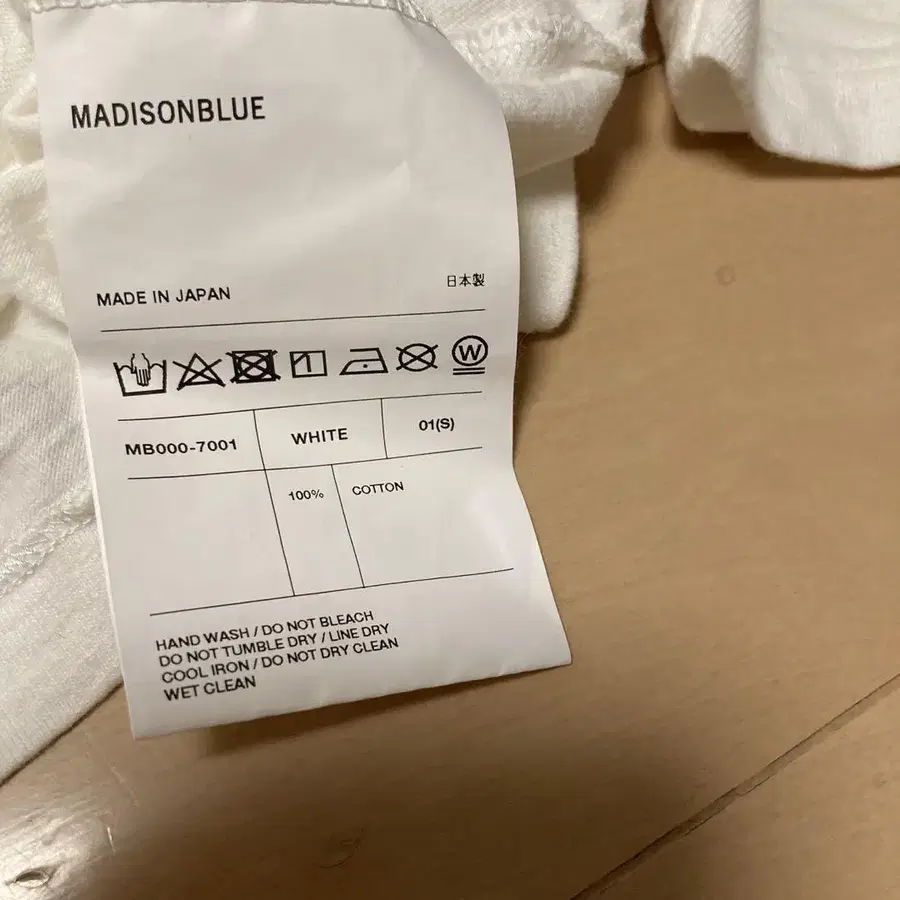 MADISONBLUE
MADE IN JAPAN 日本製
W
MB000-7001 WHITE 01(S)
100% COTTON
HAND WASH / DO NOT BLEACH
DO NOT TUMBLE DRY / LINE DRY
COOL IRON / DO NOT DRY CLEAN
WET CLEAN